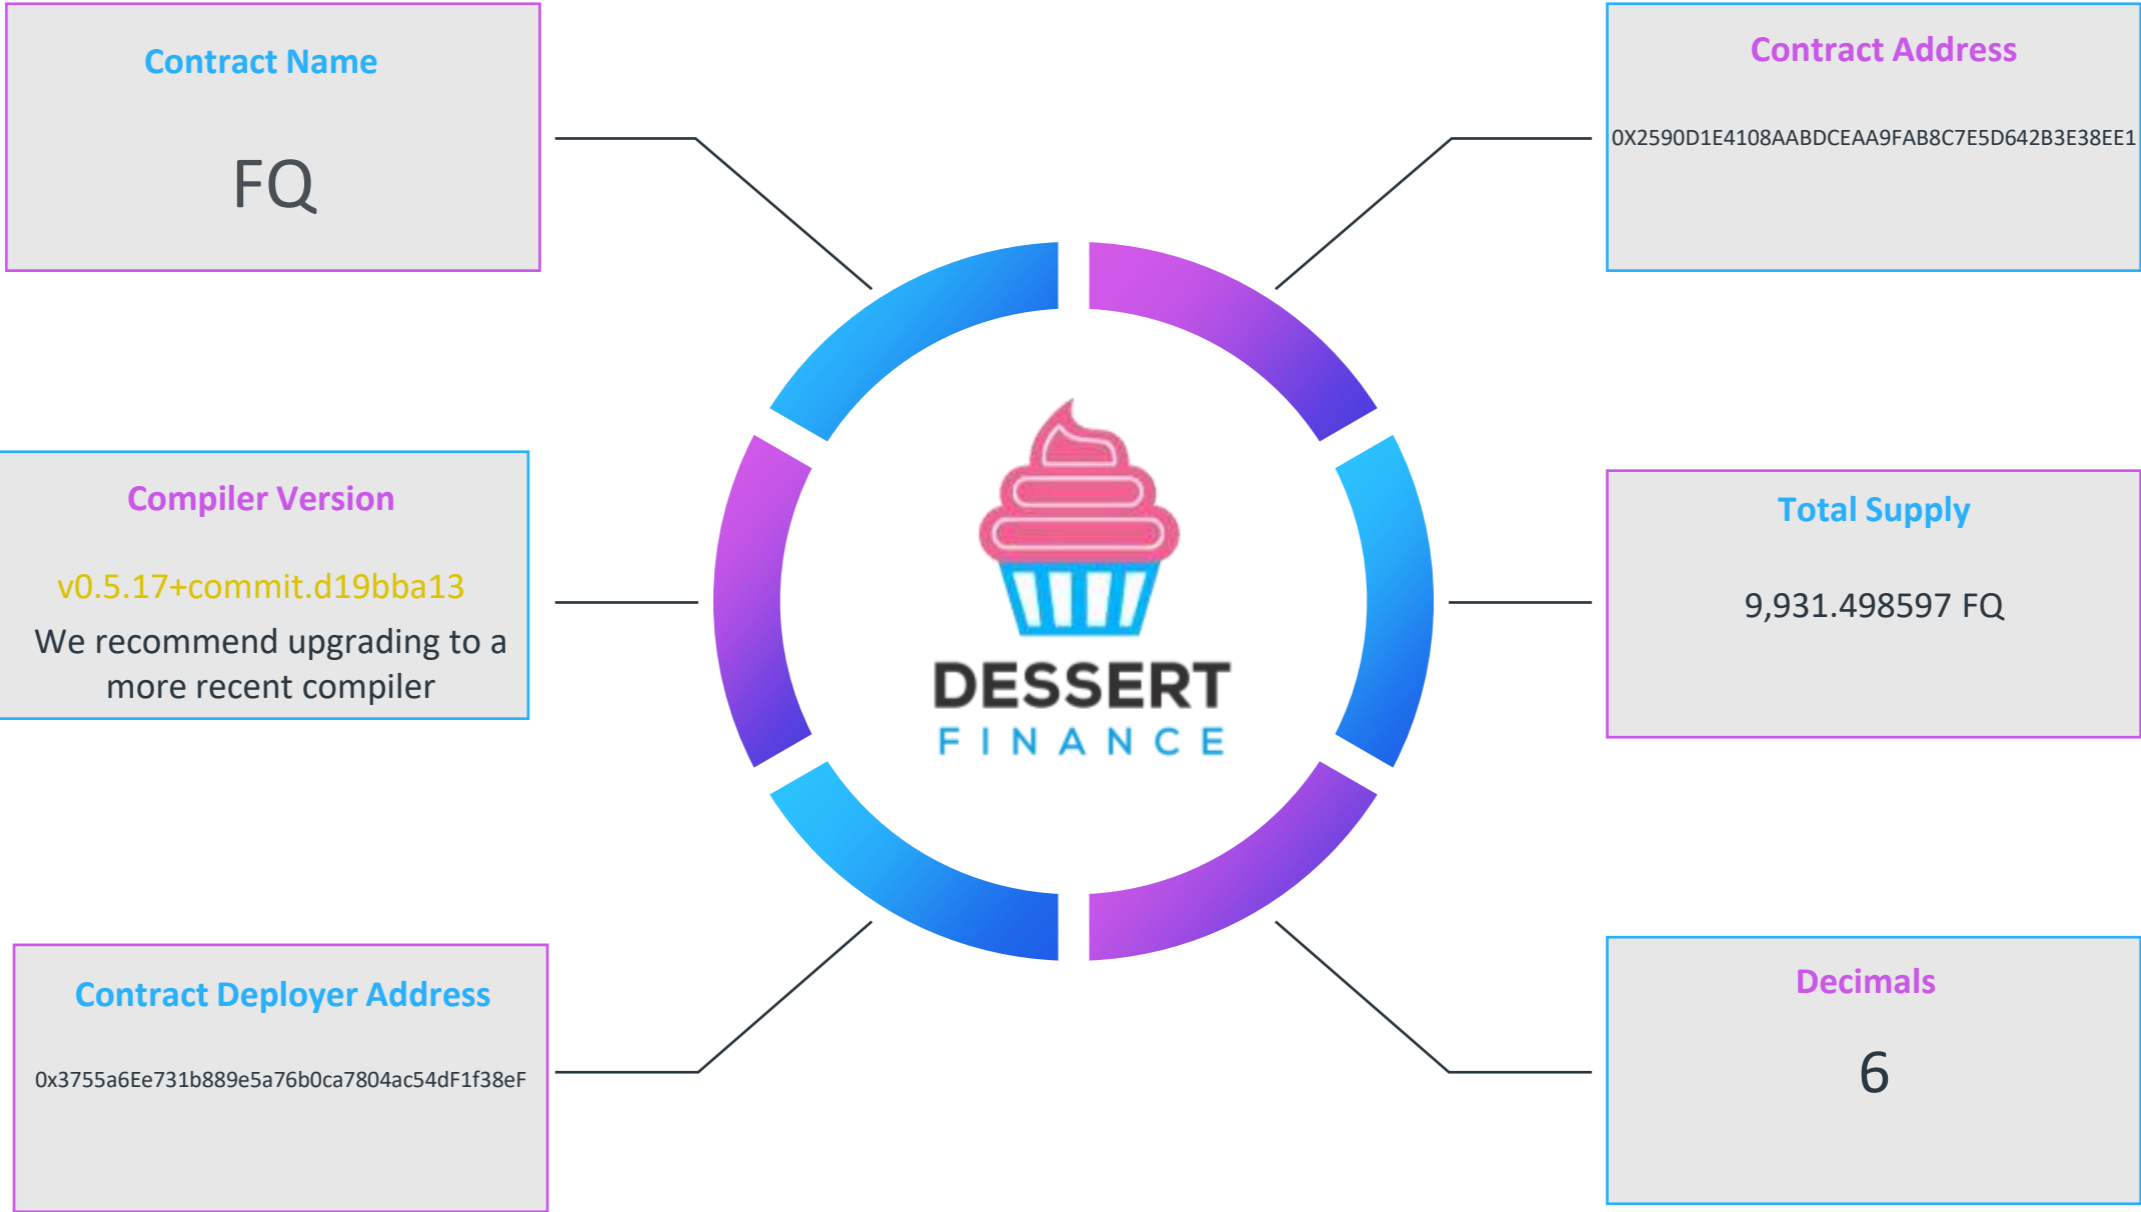 Contract Name
FQ
Contract Address
0X2590D1E4108AABDCEAA9FAB8C7E5D642B3E38EE1
Compiler Version
v0.5.17+commit.d19bba13
We recommend upgrading to a
more recent compiler
DESSERT
FINANCE
Total Supply
9,931.498597 FQ
Contract Deployer Address
0x3755a6Ee731b889e5a76b0ca7804ac54dF1f38eF
Decimals
6